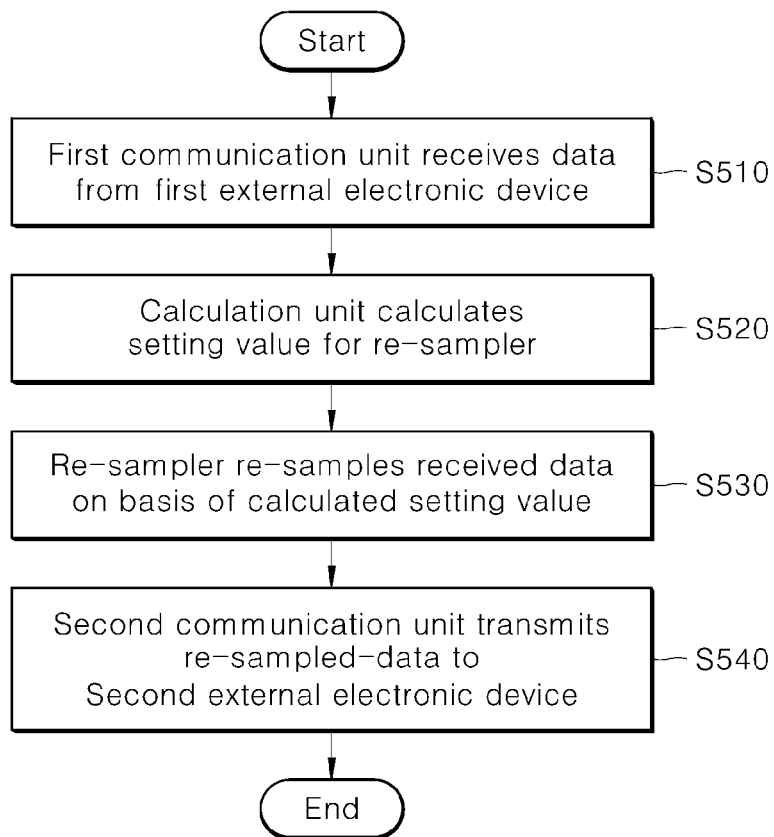 Start
First communication unit receives data
from first external electronic device
S510
Calculation unit calculates
setting value for re-sampler
S520
Re-sampler re-samples received data
on basis of calculated setting value
S530
Second communication unit transmits
re-sampled-data to
Second external electronic device
S540
End